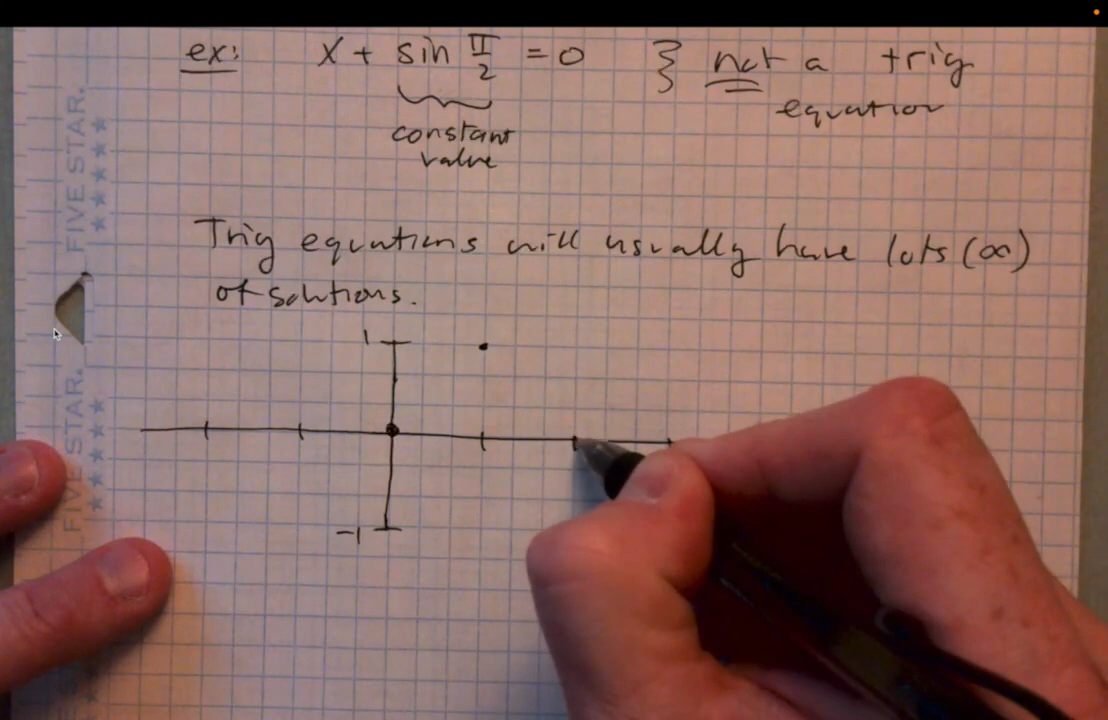 ex: x + sin π/2 = 0 } not a trig
equation
constant
value
Trig equations will usually have lots (∞)
of solutions.
1
-1
FIVE STAR.
FIVE STAR.